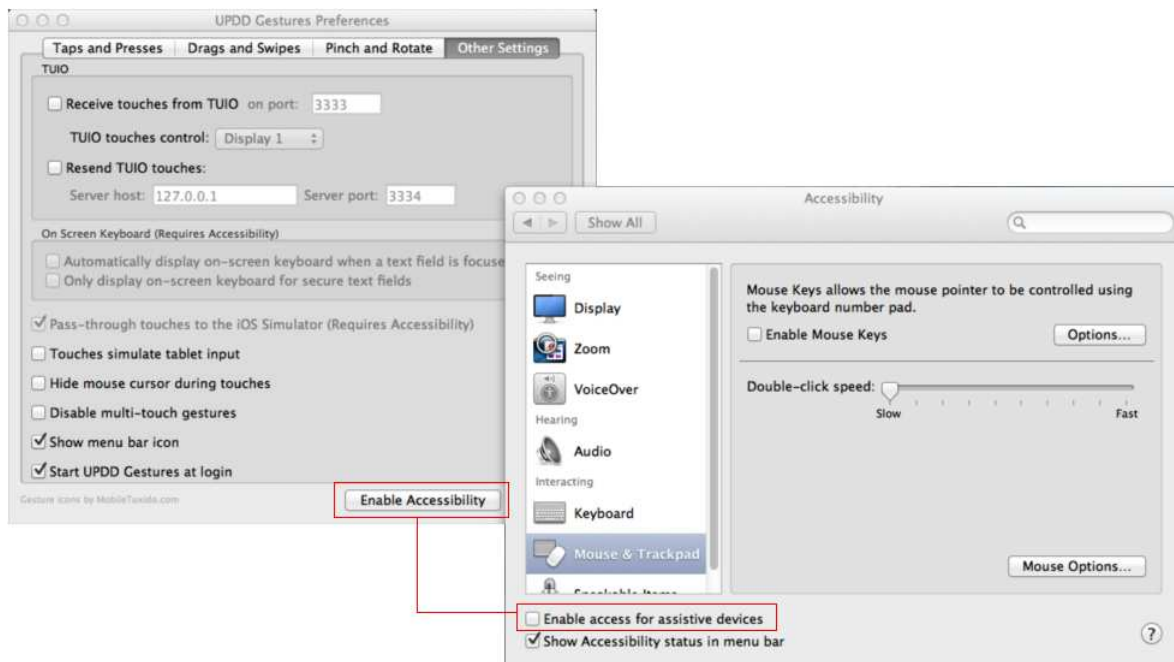 UPDD Gestures Preferences
Taps and Presses Drags and Swipes Pinch and Rotate Other Settings
TUIO
Receive touches from TUIO on port: 3333
TUIO touches control: Display 1
Resend TUIO touches:
Server host: 127.0.0.1 Server port: 3334
On Screen Keyboard (Requires Accessibility)
Automatically display on-screen keyboard when a text field is focuse
Only display on-screen keyboard for secure text fields
Pass-through touches to the iOS Simulator (Requires Accessibility)
Touches simulate tablet input
Hide mouse cursor during touches
Disable multi-touch gestures
Show menu bar icon
Start UPDD Gestures at login
Gesture icons by MobileTuxedo.com
Enable Accessibility
Accessibility
Show All
Seeing
Display
Zoom
VoiceOver
Hearing
Audio
Interacting
Keyboard
Mouse & Trackpad
Speakable Items
Mouse Keys allows the mouse pointer to be controlled using
the keyboard number pad.
Enable Mouse Keys Options...
Double-click speed:
Slow Fast
Mouse Options...
Enable access for assistive devices
Show Accessibility status in menu bar
?